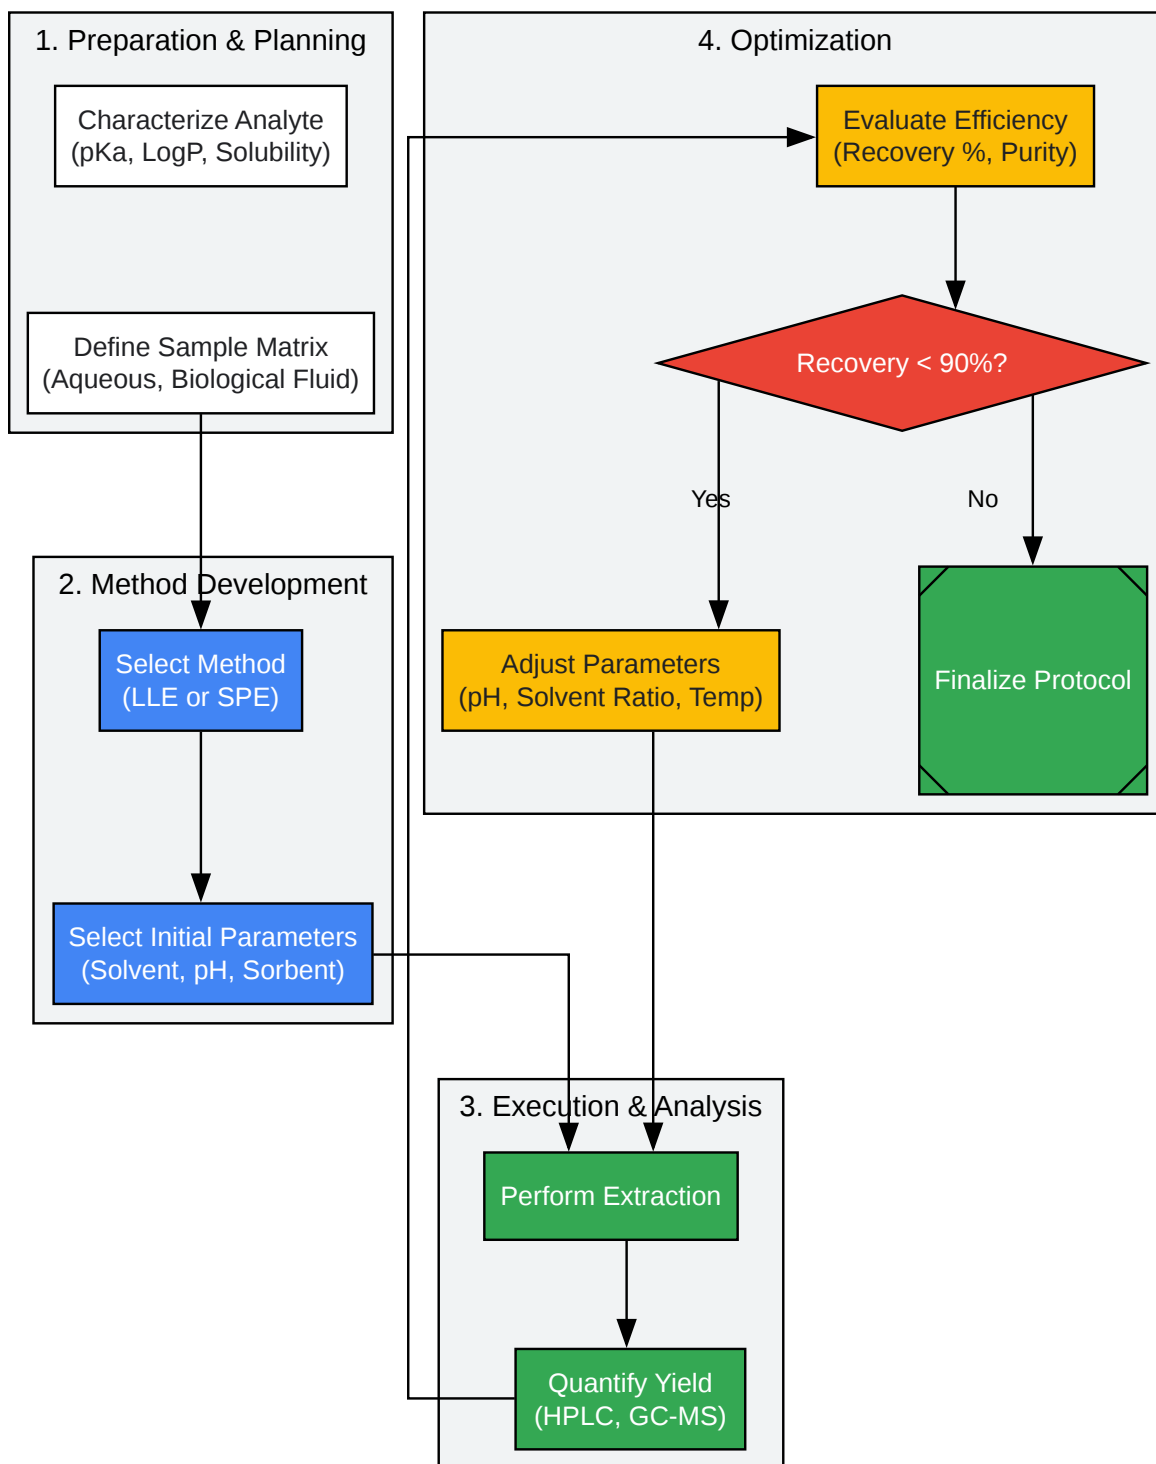 1. Preparation & Planning
Characterize Analyte
(pKa, LogP, Solubility)
Define Sample Matrix
(Aqueous, Biological Fluid)
2. Method Development
Select Method
(LLE or SPE)
Select Initial Parameters
(Solvent, pH, Sorbent)
3. Execution & Analysis
Perform Extraction
Quantify Yield
(HPLC, GC-MS)
4. Optimization
Evaluate Efficiency
(Recovery %, Purity)
Recovery < 90%?
Yes
No
Adjust Parameters
(pH, Solvent Ratio, Temp)
Finalize Protocol